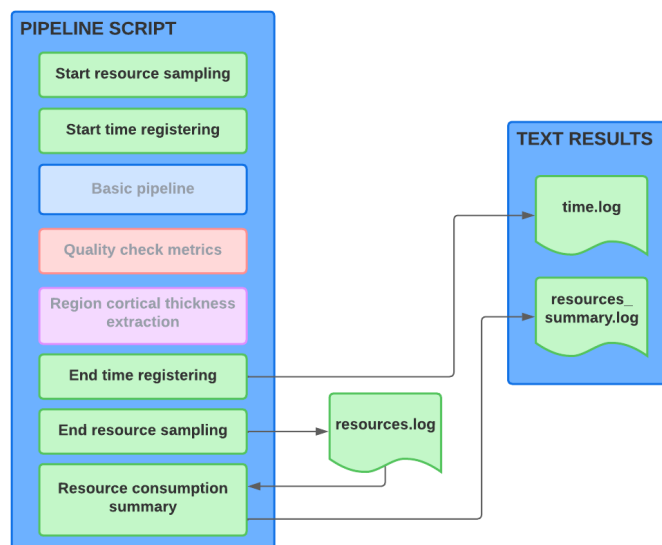 PIPELINE SCRIPT
Start resource sampling
Start time registering
Basic pipeline
Quality check metrics
Region cortical thickness
extraction
End time registering
End resource sampling
Resource consumption
summary
resources.log
TEXT RESULTS
time.log
resources_
summary.log